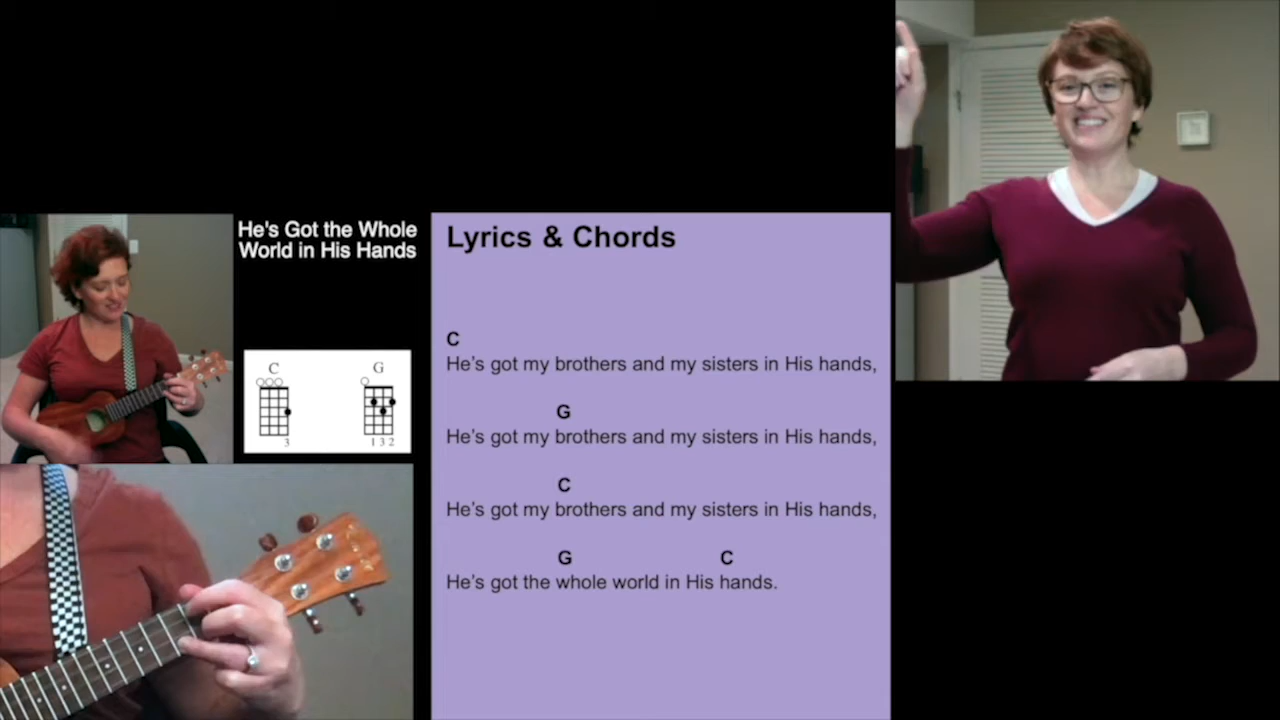 He's Got the Whole
World in His Hands
C G
3 1 3 2
Lyrics & Chords
C
He's got my brothers and my sisters in His hands,
G
He's got my brothers and my sisters in His hands,
C
He's got my brothers and my sisters in His hands,
G C
He's got the whole world in His hands.